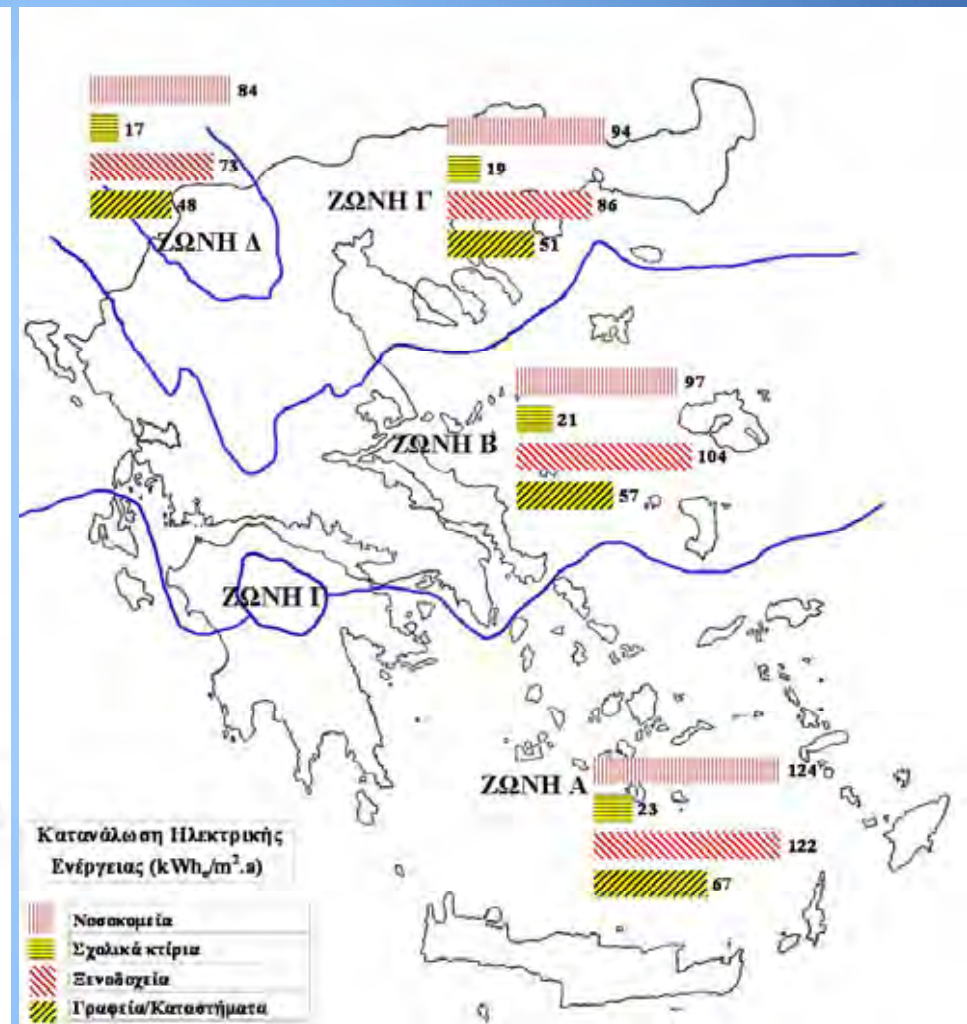 84
17
73
48
ΖΩΝΗ Δ
94
19
86
51
ΖΩΝΗ Γ
97
21
104
57
ΖΩΝΗ Β
ΖΩΝΗ Γ
124
23
122
67
ΖΩΝΗ Α
Κατανάλωση Ηλεκτρικής
Ενέργειας (kWhe/m².a)
Νοσοκομεία
Σχολικά κτίρια
Ξενοδοχεία
Γραφεία/Καταστήματα